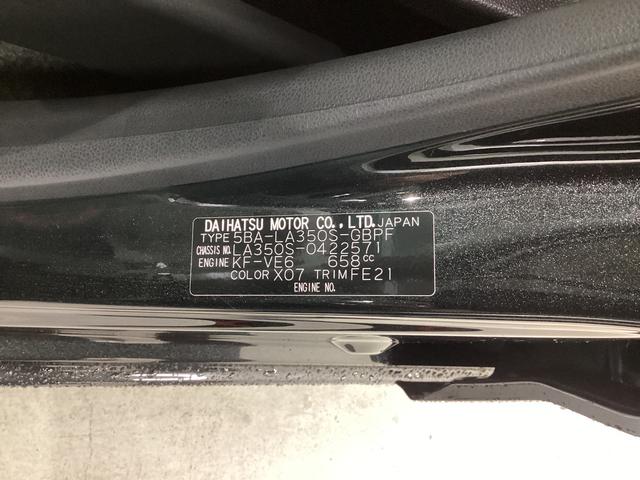 DAIHATSU MOTOR CO.,LTD.JAPAN
TYPE 5BA-LA350S-GBPF
CHASSIS NO. LA350S-0422571
ENGINE KF-VE6 658cc
COLOR X07 TRIM FE21
ENGINE NO.